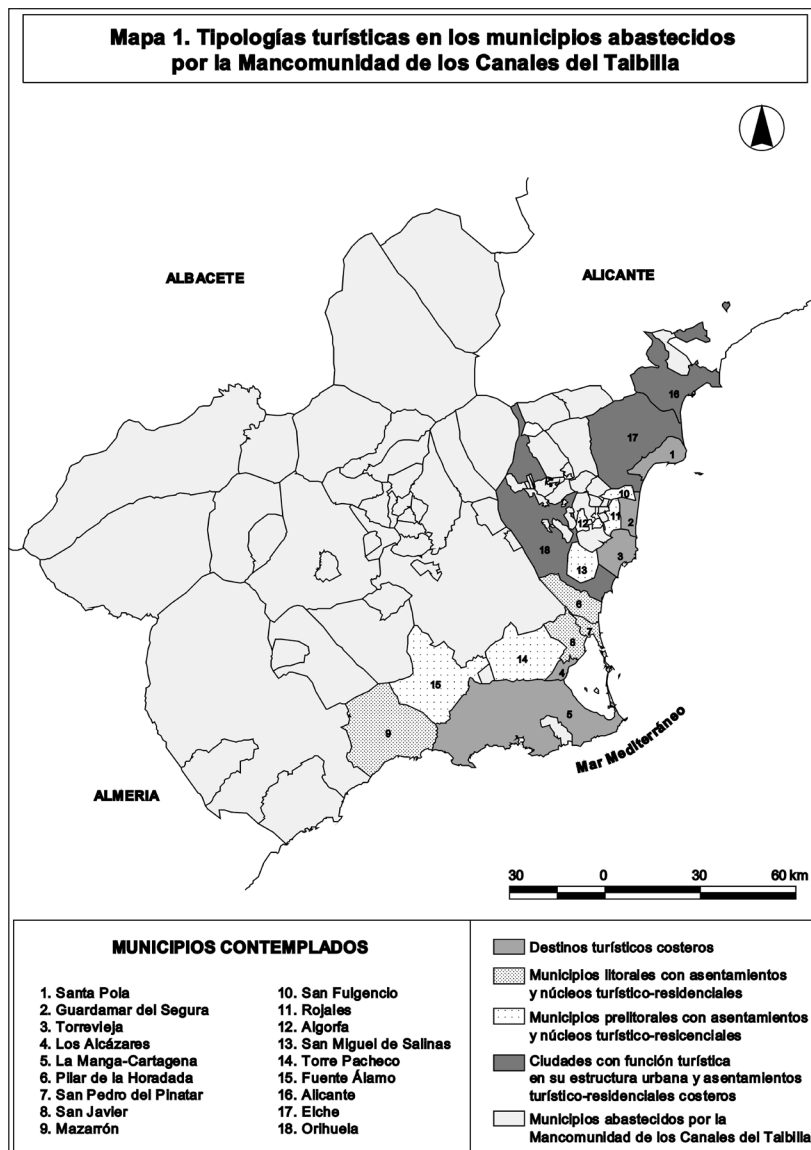 Mapa 1. Tipologías turísticas en los municipios abastecidos
por la Mancomunidad de los Canales del Taibilla
ALBACETE
ALICANTE
16
17
1
10
2
11
12
3
18
13
6
7
8
14
4
15
5
9
Mar Mediterráneo
ALMERIA
30 0 30 60 km
MUNICIPIOS CONTEMPLADOS
1. Santa Pola
2. Guardamar del Segura
3. Torrevieja
4. Los Alcázares
5. La Manga-Cartagena
6. Pilar de la Horadada
7. San Pedro del Pinatar
8. San Javier
9. Mazarrón
10. San Fulgencio
11. Rojales
12. Algorfa
13. San Miguel de Salinas
14. Torre Pacheco
15. Fuente Álamo
16. Alicante
17. Elche
18. Orihuela
Destinos turísticos costeros
Municipios litorales con asentamientos
y núcleos turístico-residenciales
Municipios prelitorales con asentamientos
y núcleos turístico-resicenciales
Ciudades con función turística
en su estructura urbana y asentamientos
turístico-residenciales costeros
Municipios abastecidos por la
Mancomunidad de los Canales del Taibilla